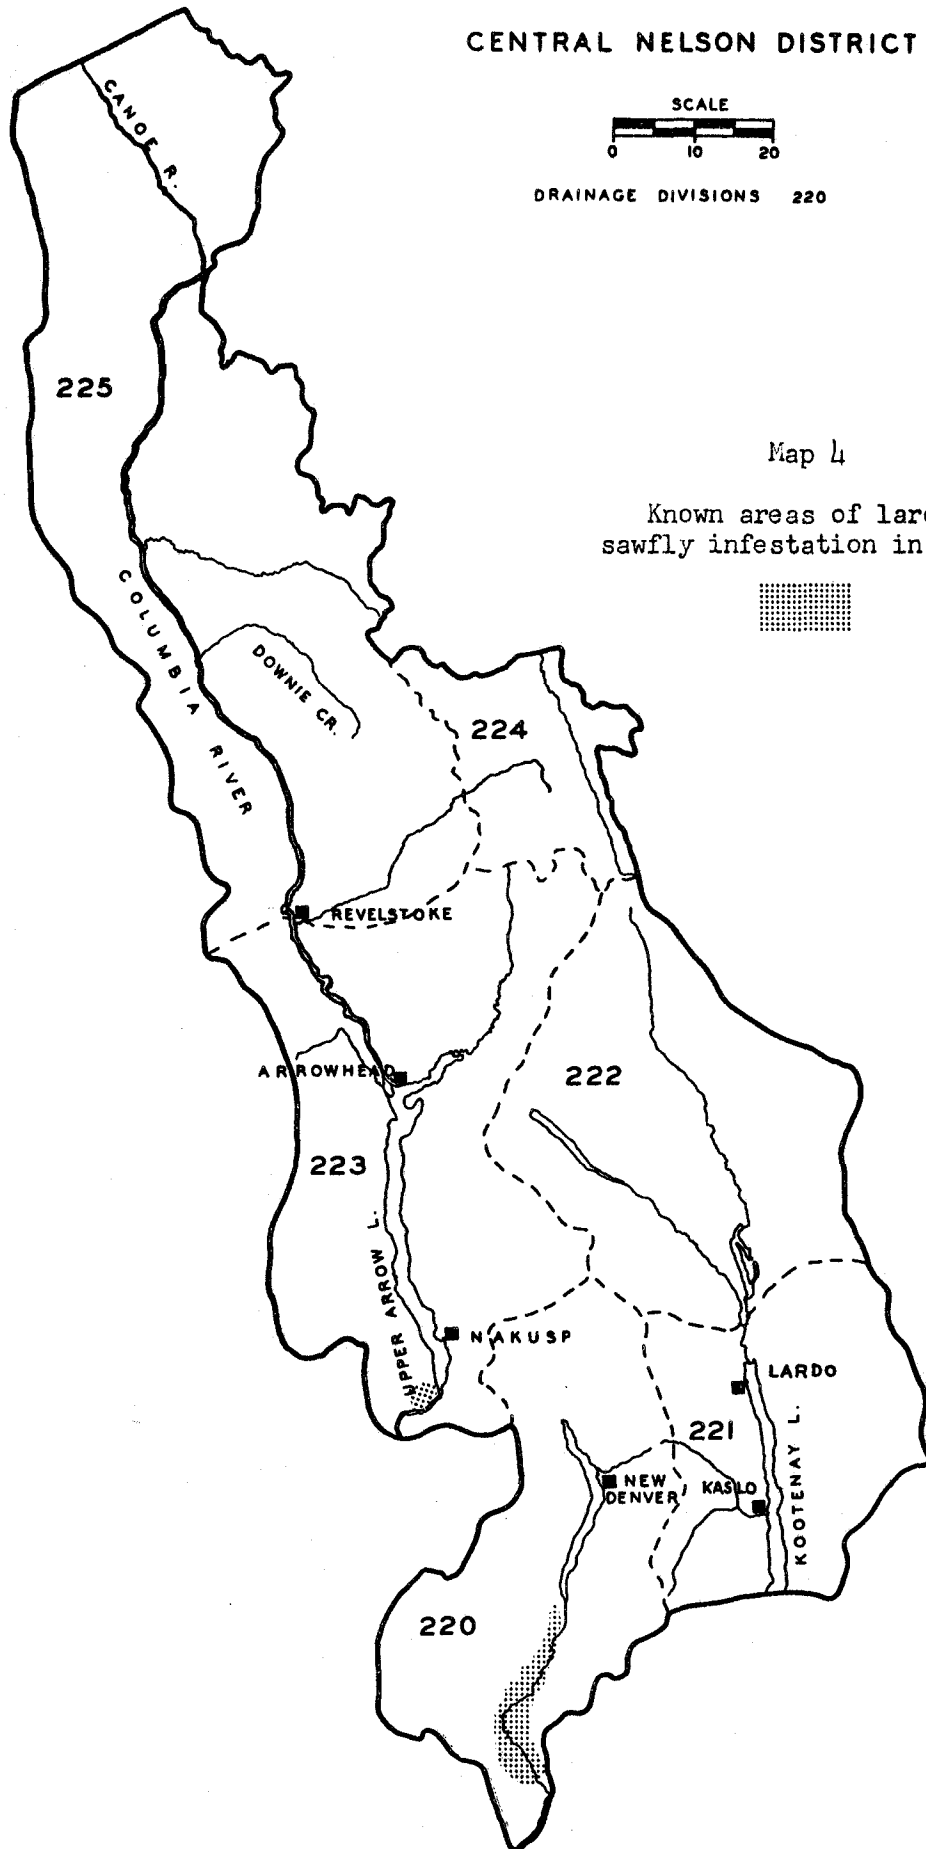 CENTRAL NELSON DISTRICT
SCALE
0 10 20
DRAINAGE DIVISIONS 220
CANOE R.
225
Map 4
Known areas of
sawfly infestation in
COLUMBIA RIVER
DOWNIE CR.
224
REVELSTOKE
ARROWHEAD
222
223
UPPER ARROW L.
NAKUSP
LARDO
221
KOOTENAY L.
NEW
DENVER
KASLO
220